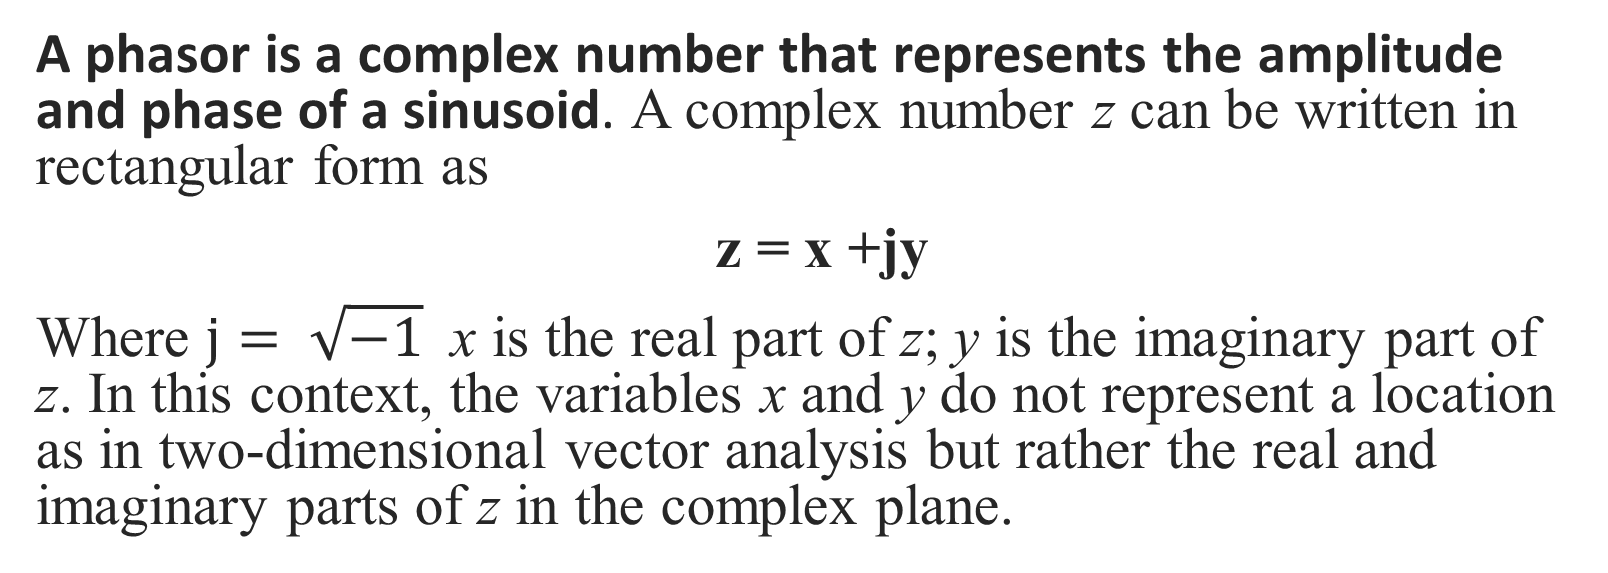 A phasor is a complex number that represents the amplitude
and phase of a sinusoid. A complex number z can be written in
rectangular form as
z = x +jy
Where j = √−1 x is the real part of z; y is the imaginary part of
z. In this context, the variables x and y do not represent a location
as in two-dimensional vector analysis but rather the real and
imaginary parts of z in the complex plane.